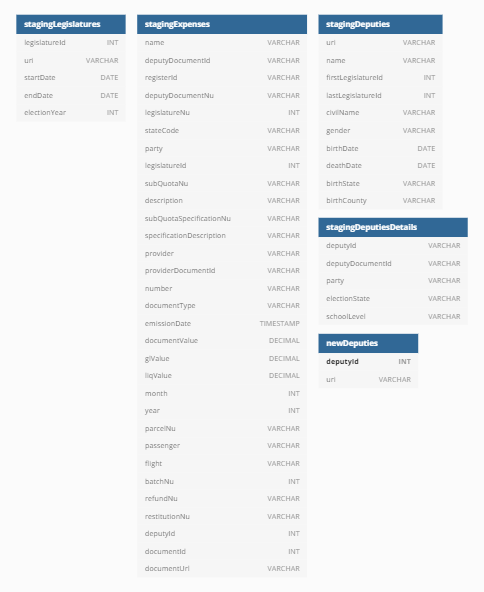 stagingLegislatures
legislatureId INT
uri VARCHAR
startDate DATE
endDate DATE
electionYear INT
stagingExpenses
name VARCHAR
deputyDocumentId VARCHAR
registerId VARCHAR
deputyDocumentNu VARCHAR
legislatureNu INT
stateCode VARCHAR
party VARCHAR
legislatureId INT
subQuotaNu VARCHAR
description VARCHAR
subQuotaSpecificationNu VARCHAR
specificationDescription VARCHAR
provider VARCHAR
providerDocumentId VARCHAR
number VARCHAR
documentType VARCHAR
emissionDate TIMESTAMP
documentValue DECIMAL
glValue DECIMAL
liqValue DECIMAL
month INT
year INT
parcelNu VARCHAR
passenger VARCHAR
flight VARCHAR
batchNu INT
refundNu VARCHAR
restitutionNu VARCHAR
deputyId INT
documentId INT
documentUrl VARCHAR
stagingDeputies
uri VARCHAR
name VARCHAR
firstLegislatureId INT
lastLegislatureId INT
civilName VARCHAR
gender VARCHAR
birthDate DATE
deathDate DATE
birthState VARCHAR
birthCounty VARCHAR
stagingDeputiesDetails
deputyId VARCHAR
deputyDocumentId VARCHAR
party VARCHAR
electionState VARCHAR
schoolLevel VARCHAR
newDeputies
deputyId INT
uri VARCHAR